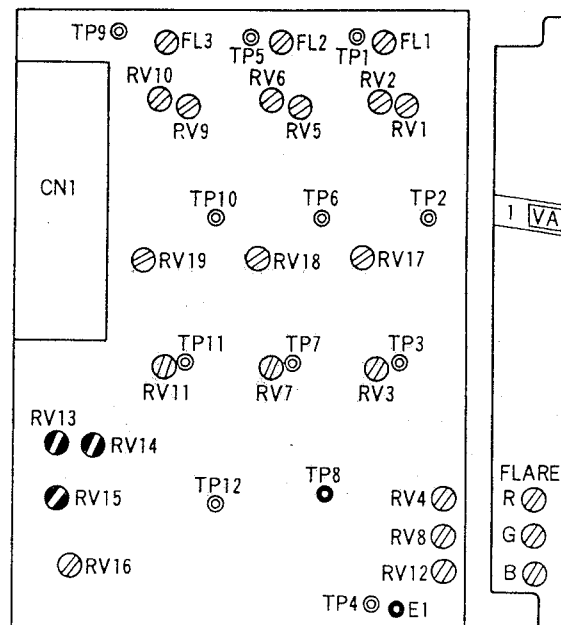 TP9 FL3 TP5 FL2 TP1 FL1
RV10 RV6 RV2
RV9 RV5 RV1
CN1
TP10 TP6 TP2
1 VA
RV19 RV18 RV17
TP11 TP7 TP3
RV11 RV7 RV3
RV13
RV14
TP8 FLARE
RV15 TP12 RV4 R
RV8 G
RV16 RV12 B
TP4 E1